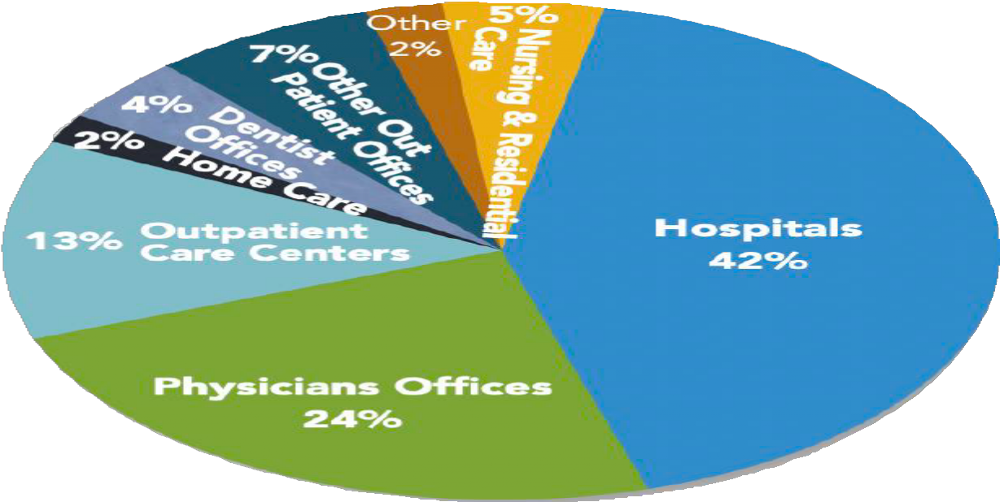 Other
2%
5% Nursing & Residential
Care
7% Other Out
Patient Offices
4% Dentist
Offices
2% Home Care
13% Outpatient
Care Centers
Hospitals
42%
Physicians Offices
24%